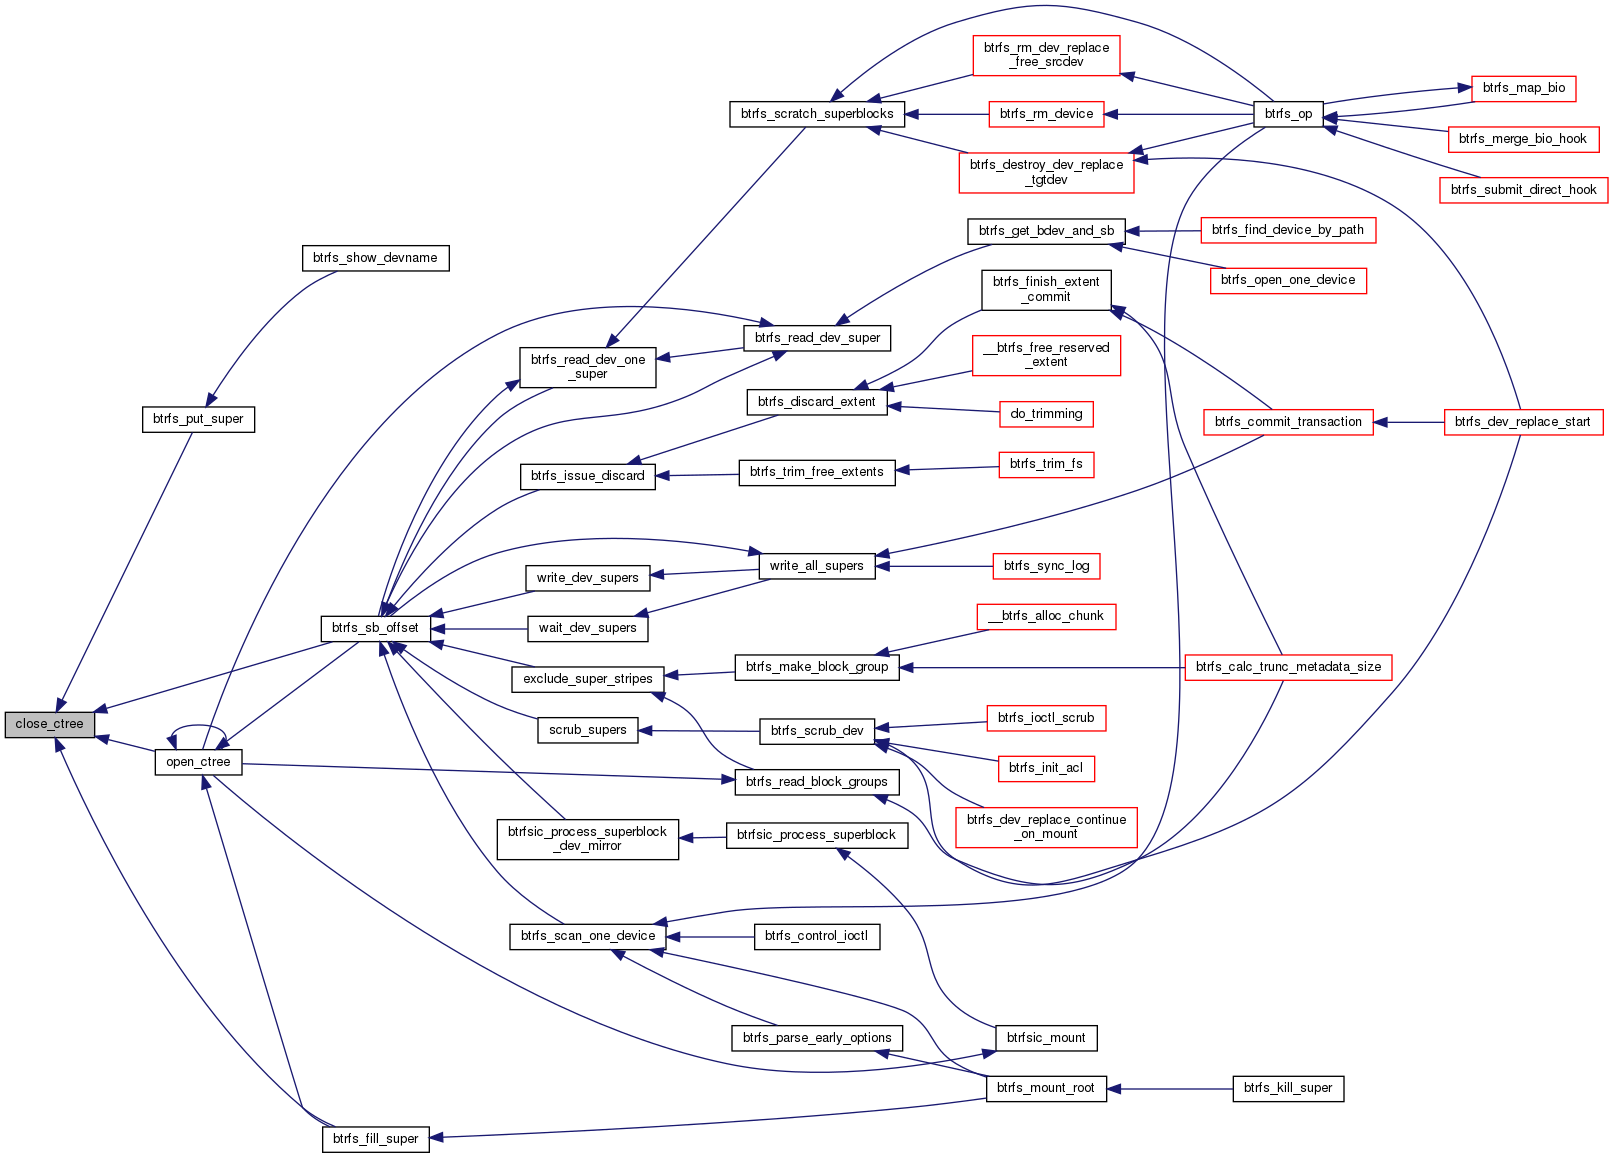 btrfs_rm_dev_replace
_free_srcdev
btrfs_map_bio
btrfs_scratch_superblocks
btrfs_rm_device
btrfs_op
btrfs_merge_bio_hook
btrfs_destroy_dev_replace
_tgtdev
btrfs_submit_direct_hook
btrfs_get_bdev_and_sb
btrfs_find_device_by_path
btrfs_show_devname
btrfs_finish_extent
_commit
btrfs_open_one_device
btrfs_read_dev_super
btrfs_read_dev_one
_super
__btrfs_free_reserved
_extent
btrfs_discard_extent
do_trimming
btrfs_put_super
btrfs_commit_transaction
btrfs_dev_replace_start
btrfs_issue_discard
btrfs_trim_free_extents
btrfs_trim_fs
write_all_supers
btrfs_sync_log
write_dev_supers
btrfs_sb_offset
wait_dev_supers
__btrfs_alloc_chunk
exclude_super_stripes
btrfs_make_block_group
btrfs_calc_trunc_metadata_size
close_ctree
scrub_supers
btrfs_scrub_dev
btrfs_ioctl_scrub
open_ctree
btrfs_init_acl
btrfs_read_block_groups
btrfs_dev_replace_continue
_on_mount
btrfsic_process_superblock
_dev_mirror
btrfsic_process_superblock
btrfs_scan_one_device
btrfs_control_ioctl
btrfs_parse_early_options
btrfsic_mount
btrfs_mount_root
btrfs_kill_super
btrfs_fill_super